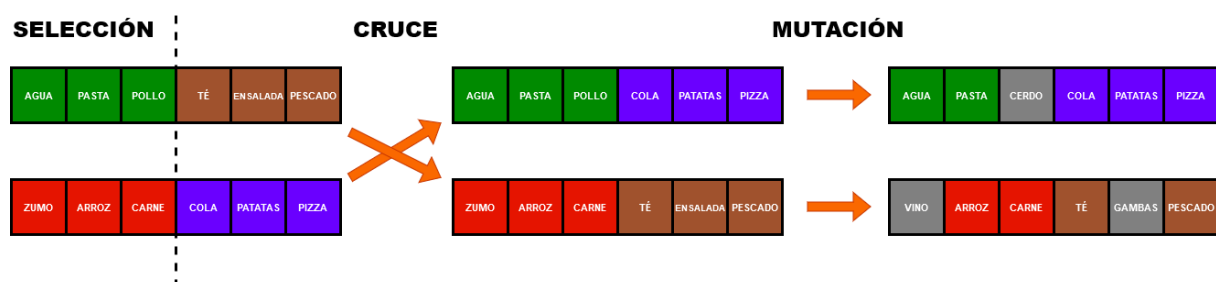 SELECCIÓN CRUCE MUTACIÓN
AGUA PASTA POLLO TÉ ENSALADA PESCADO AGUA PASTA POLLO COLA PATATAS PIZZA AGUA PASTA CERDO COLA PATATAS PIZZA
ZUMO ARROZ CARNE COLA PATATAS PIZZA ZUMO ARROZ CARNE TÉ ENSALADA PESCADO VINO ARROZ CARNE TÉ GAMBAS PESCADO